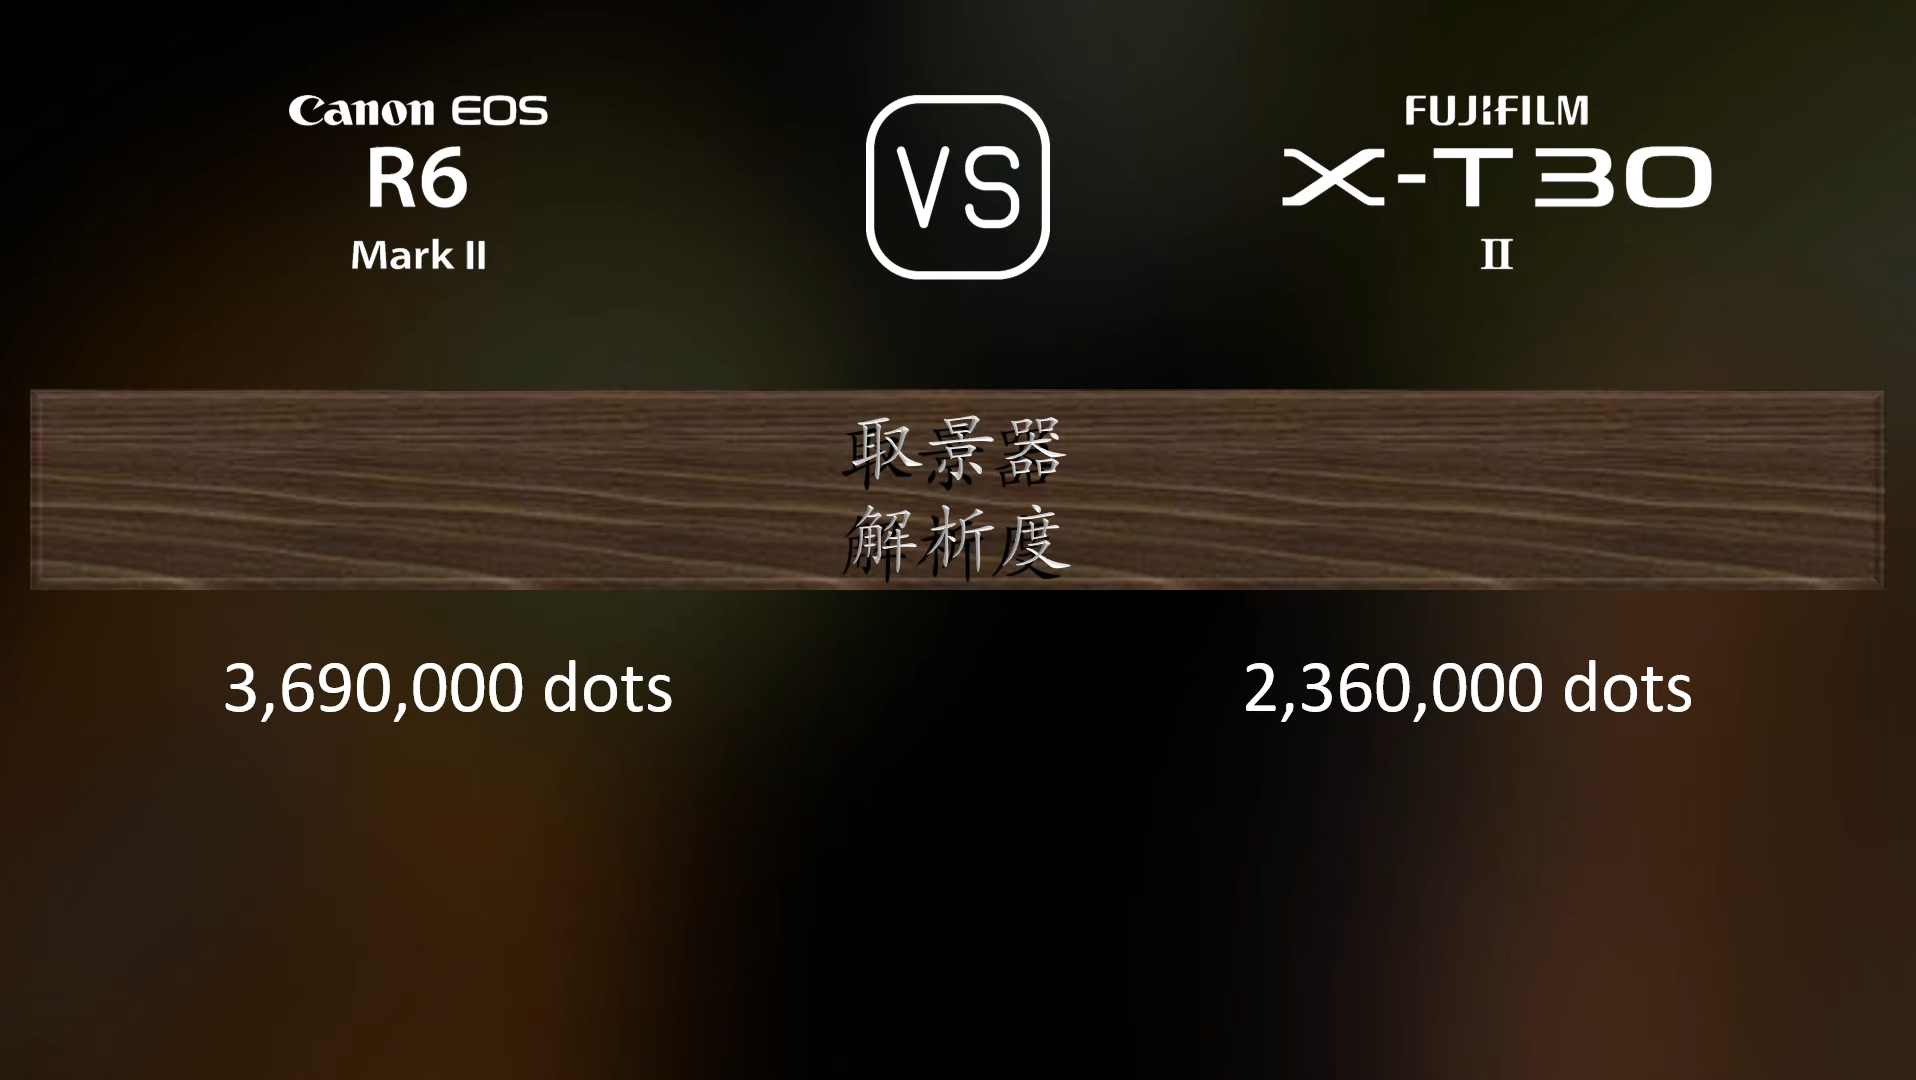 Canon EOS
R6
Mark II
VS
FUJIFILM
X-T30
II
取景器
解析度
3,690,000 dots
2,360,000 dots